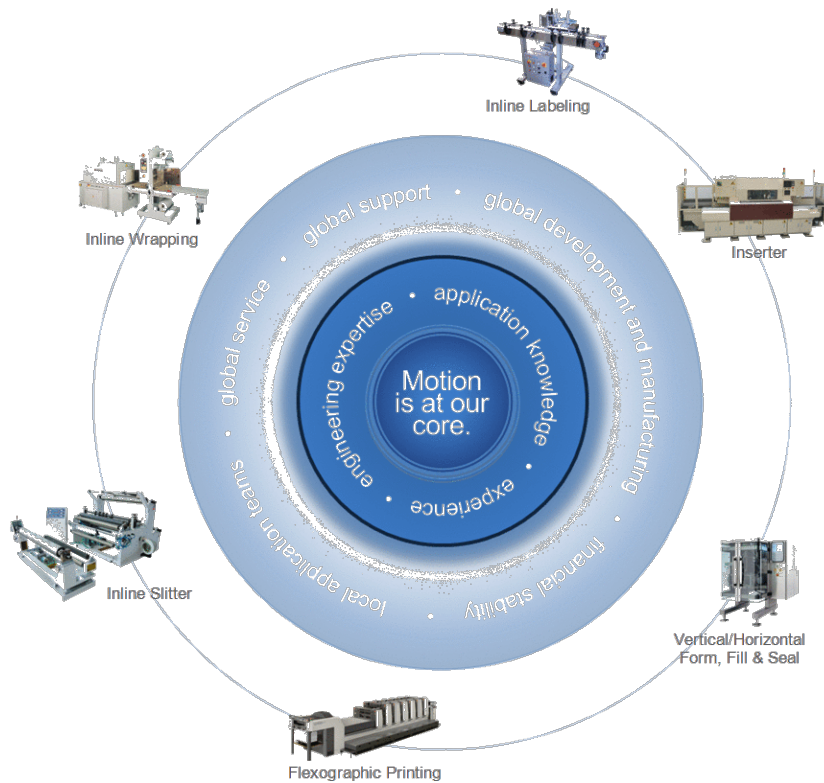 Inline Labeling
Inserter
Vertical/Horizontal
Form, Fill & Seal
Flexographic Printing
Inline Slitter
Inline Wrapping
global support • global development and manufacturing • financial stability • local application teams • global service •
application knowledge • experience • engineering expertise •
Motion
is at our
core.